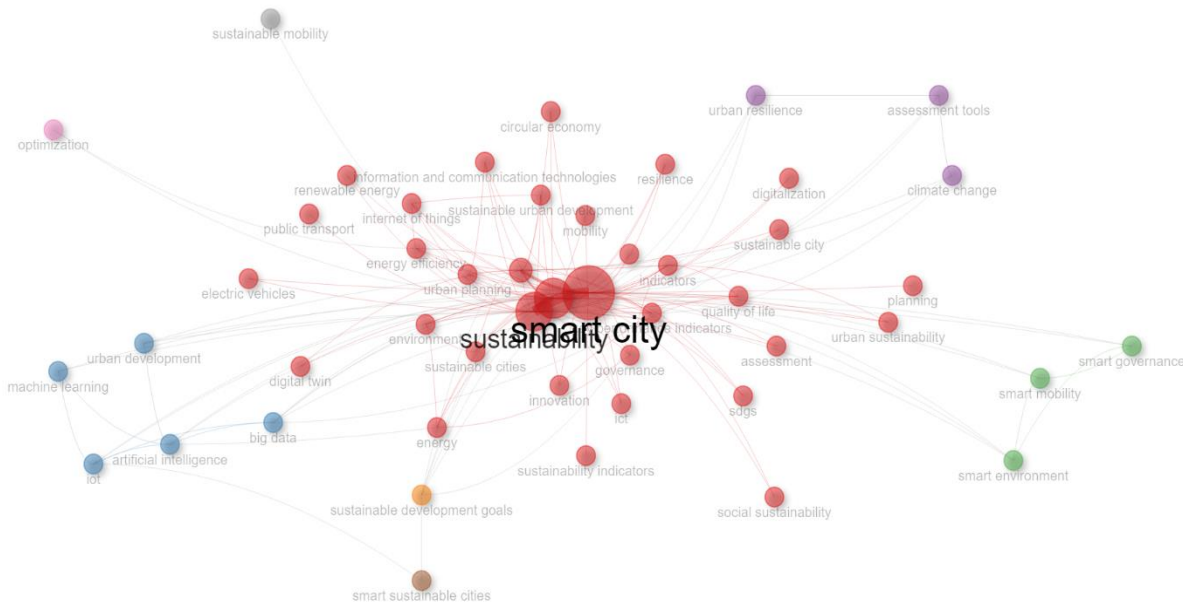 sustainable mobility
urban resilience
assessment tools
circular economy
optimization
information and communication technologies
resilience
renewable energy
digitalization
climate change
sustainable urban development
internet of things
public transport
mobility
sustainable city
energy efficiency
urban planning
indicators
electric vehicles
quality of life
planning
indicators
environment
smart city
sustainability
urban sustainability
urban development
sustainable cities
governance
assessment
smart governance
machine learning
digital twin
innovation
smart mobility
ict
sdgs
big data
energy
artificial intelligence
iot
sustainability indicators
smart environment
sustainable development goals
social sustainability
smart sustainable cities